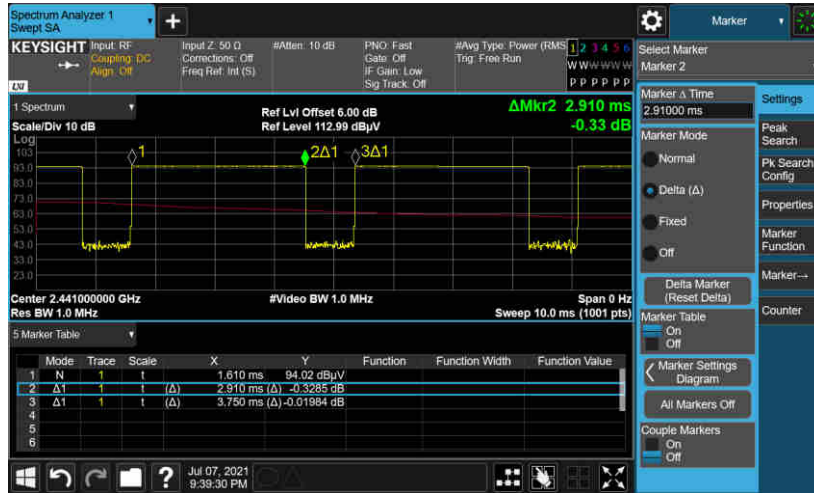 Spectrum Analyzer 1
Swept SA
Marker
KEYSIGHT
Input: RF
Coupling: DC
Align: Off
Input Z: 50 Ω
Corrections: Off
Freq Ref: Int (S)
#Atten: 10 dB
PNO: Fast
Gate: Off
IF Gain: Low
Sig Track: Off
#Avg Type: Power (RMS
Trig: Free Run
1 2 3 4 5 6
W W W W W W
P P P P P P
LXI
Select Marker
Marker 2
1 Spectrum
Scale/Div 10 dB
Ref Lvl Offset 6.00 dB
Ref Level 112.99 dBµV
ΔMkr2 2.910 ms
-0.33 dB
Log
103
93.0
83.0
73.0
63.0
53.0
43.0
33.0
23.0
1
2Δ1
3Δ1
Center 2.441000000 GHz
Res BW 1.0 MHz
#Video BW 1.0 MHz
Span 0 Hz
Sweep 10.0 ms (1001 pts)
5 Marker Table
Mode Trace Scale X Y Function Function Width Function Value
1 N 1 t 1.610 ms 94.02 dBµV
2 Δ1 1 t (Δ) 2.910 ms (Δ) -0.3285 dB
3 Δ1 1 t (Δ) 3.750 ms (Δ) -0.01984 dB
4
5
6
Marker Δ Time
2.91000 ms
Marker Mode
Normal
Delta (Δ)
Fixed
Off
Delta Marker
(Reset Delta)
Marker Table
On
Off
Marker Settings
Diagram
All Markers Off
Couple Markers
On
Off
Settings
Peak
Search
Pk Search
Config
Properties
Marker
Function
Marker→
Counter
?
Jul 07, 2021
9:39:30 PM